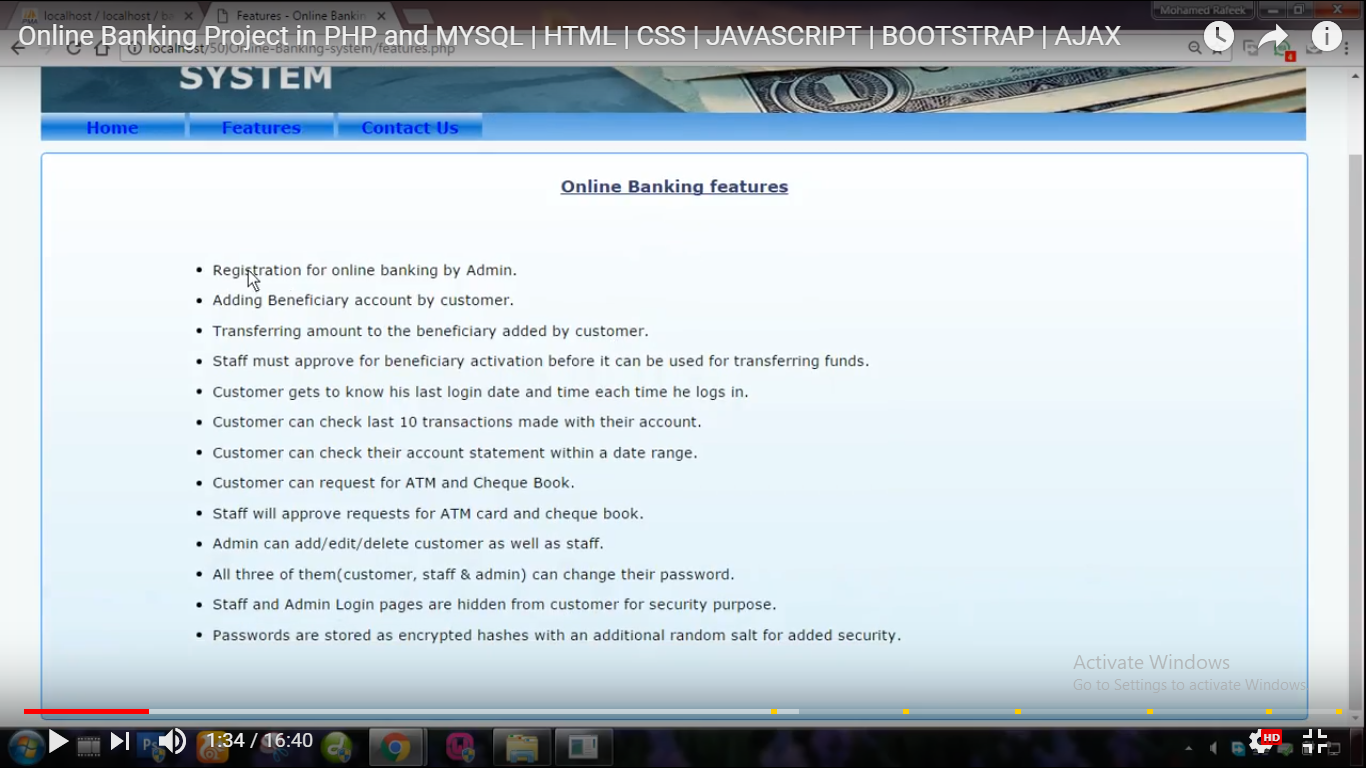 localhost / localhost / ba
Features - Online Bankin
Mohamed Rafeek
Online Banking Project in PHP and MYSQL | HTML | CSS | JAVASCRIPT | BOOTSTRAP | AJAX
localhost/50)Online-Banking-system/features.php
4
SYSTEM
1
Home Features Contact Us
Online Banking features
• Registration for online banking by Admin.
• Adding Beneficiary account by customer.
• Transferring amount to the beneficiary added by customer.
• Staff must approve for beneficiary activation before it can be used for transferring funds.
• Customer gets to know his last login date and time each time he logs in.
• Customer can check last 10 transactions made with their account.
• Customer can check their account statement within a date range.
• Customer can request for ATM and Cheque Book.
• Staff will approve requests for ATM card and cheque book.
• Admin can add/edit/delete customer as well as staff.
• All three of them(customer, staff & admin) can change their password.
• Staff and Admin Login pages are hidden from customer for security purpose.
• Passwords are stored as encrypted hashes with an additional random salt for added security.
Activate Windows
Go to Settings to activate Windows.
1:34 / 16:40
HD